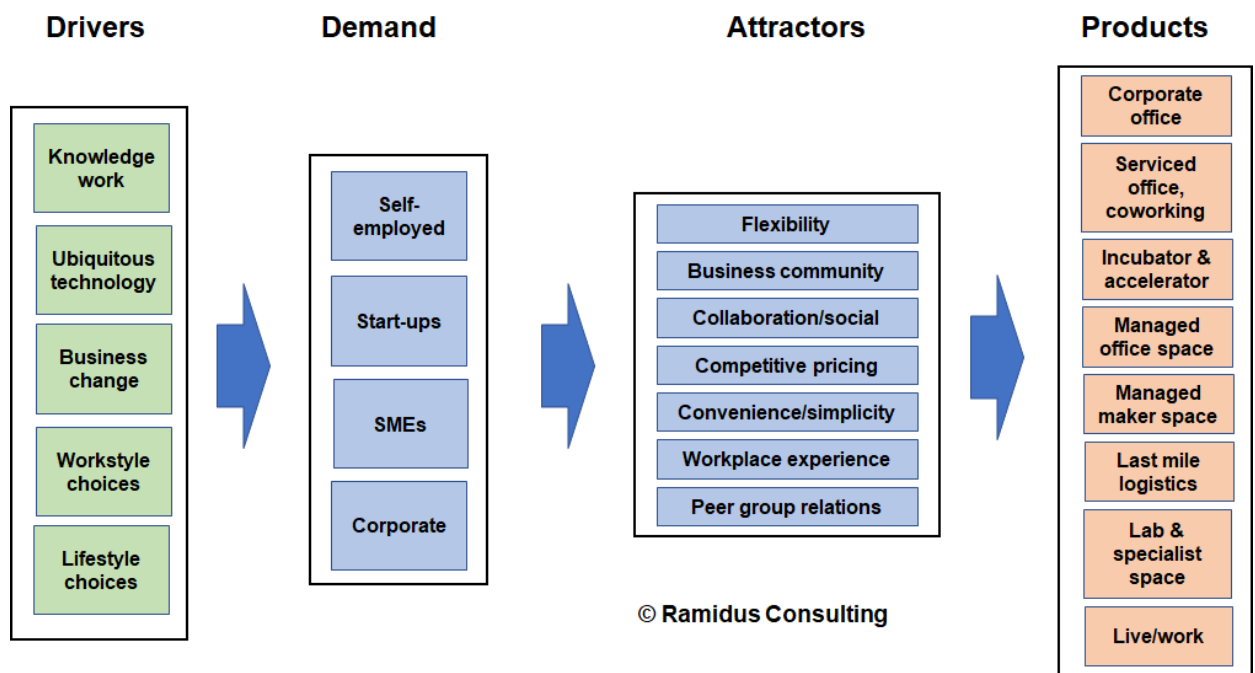 Drivers
Demand
Attractors
Products
Knowledge
work
Ubiquitous
technology
Business
change
Workstyle
choices
Lifestyle
choices
Self-
employed
Start-ups
SMEs
Corporate
Flexibility
Business community
Collaboration/social
Competitive pricing
Convenience/simplicity
Workplace experience
Peer group relations
© Ramidus Consulting
Corporate
office
Serviced
office,
coworking
Incubator &
accelerator
Managed
office space
Managed
maker space
Last mile
logistics
Lab &
specialist
space
Live/work